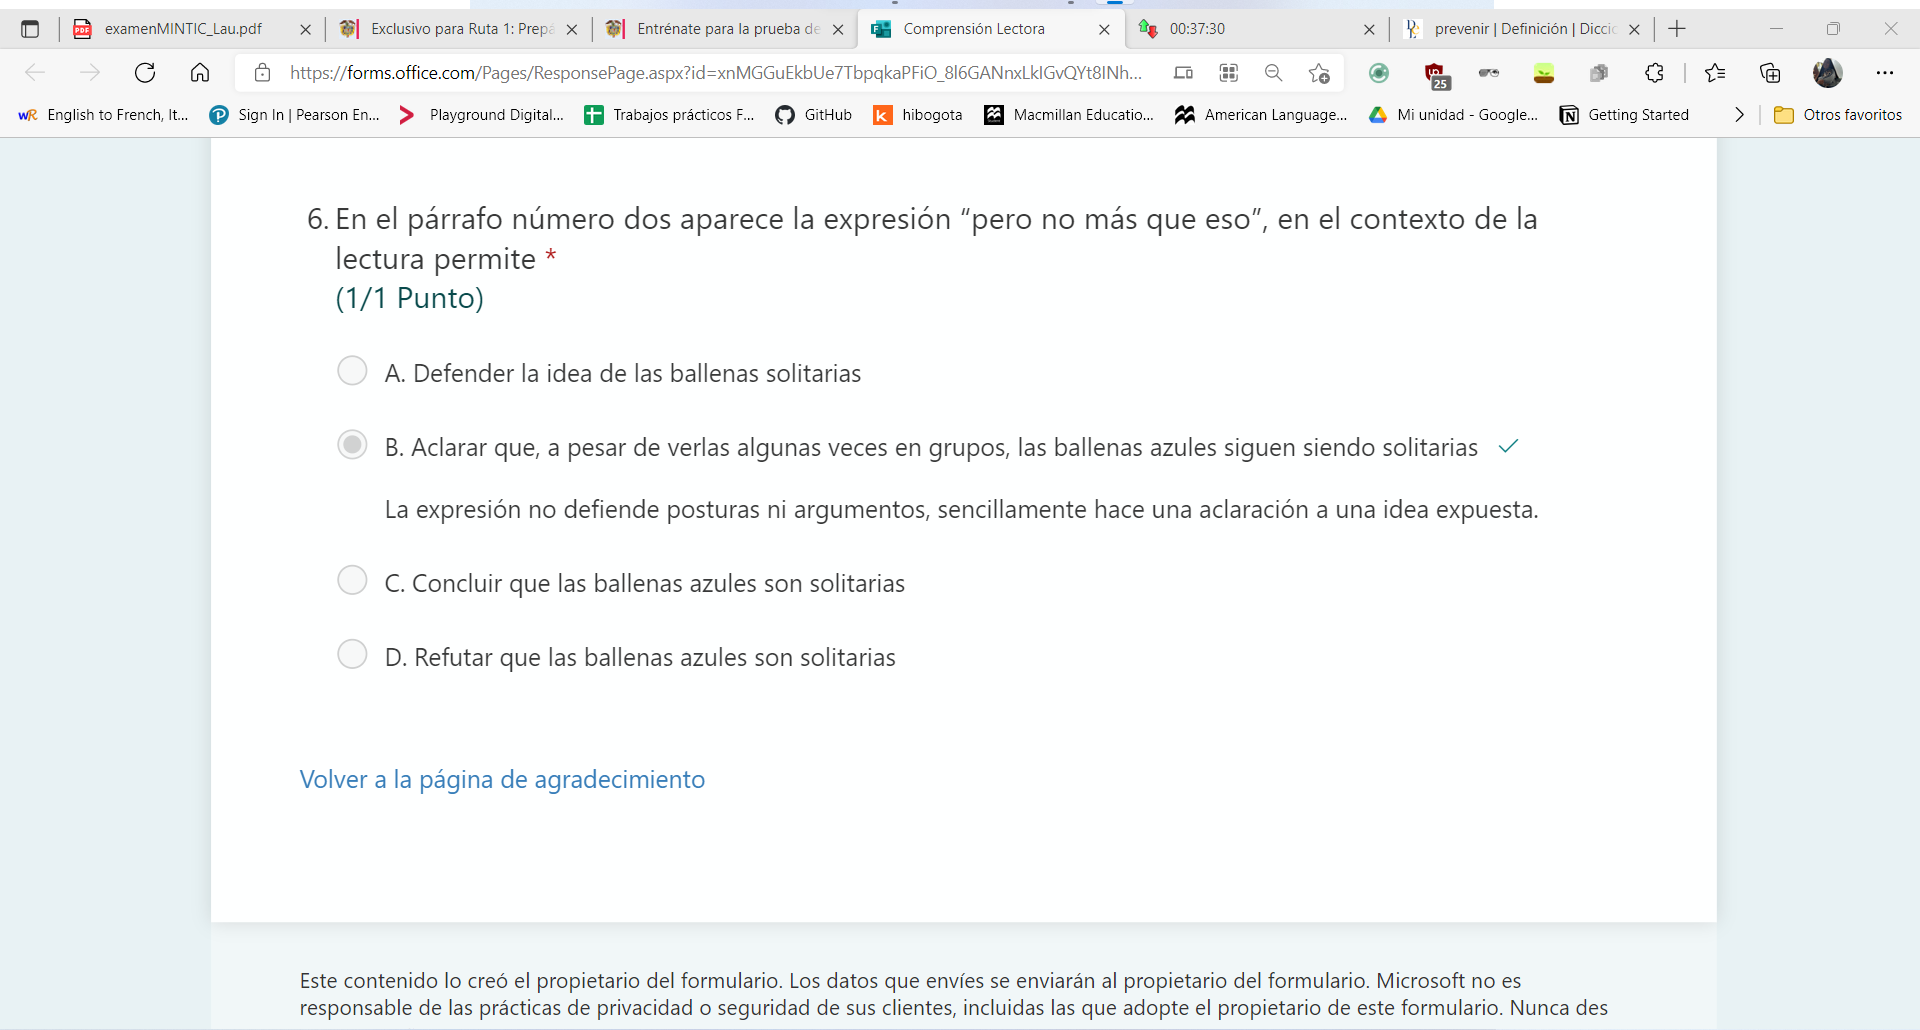 examenMINTIC_Lau.pdf
Exclusivo para Ruta 1: Prepá
Entrénate para la prueba de
Comprensión Lectora
00:37:30
prevenir | Definición | Diccio
https://forms.office.com/Pages/ResponsePage.aspx?id=xnMGGuEkbUe7TbpqkaPFiO_8l6GANnxLkIGvQYt8INh...
25
English to French, It...
Sign In | Pearson En...
Playground Digital...
Trabajos prácticos F...
GitHub
hibogota
Macmillan Educatio...
American Language...
Mi unidad - Google...
Getting Started
Otros favoritos
6. En el párrafo número dos aparece la expresión “pero no más que eso”, en el contexto de la
lectura permite *
(1/1 Punto)
A. Defender la idea de las ballenas solitarias
B. Aclarar que, a pesar de verlas algunas veces en grupos, las ballenas azules siguen siendo solitarias
La expresión no defiende posturas ni argumentos, sencillamente hace una aclaración a una idea expuesta.
C. Concluir que las ballenas azules son solitarias
D. Refutar que las ballenas azules son solitarias
Volver a la página de agradecimiento
Este contenido lo creó el propietario del formulario. Los datos que envíes se enviarán al propietario del formulario. Microsoft no es
responsable de las prácticas de privacidad o seguridad de sus clientes, incluidas las que adopte el propietario de este formulario. Nunca des